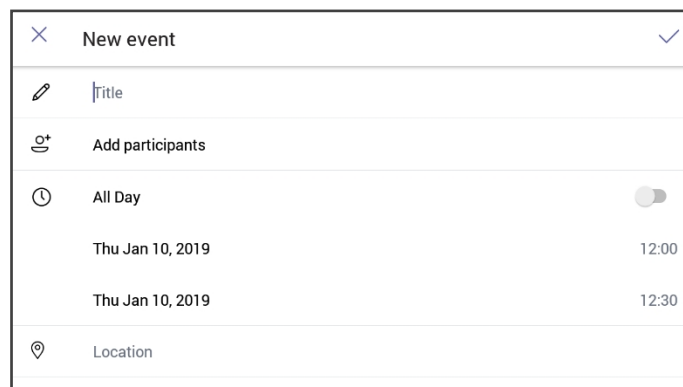 New event
Title
Add participants
All Day
Thu Jan 10, 2019 12:00
Thu Jan 10, 2019 12:30
Location